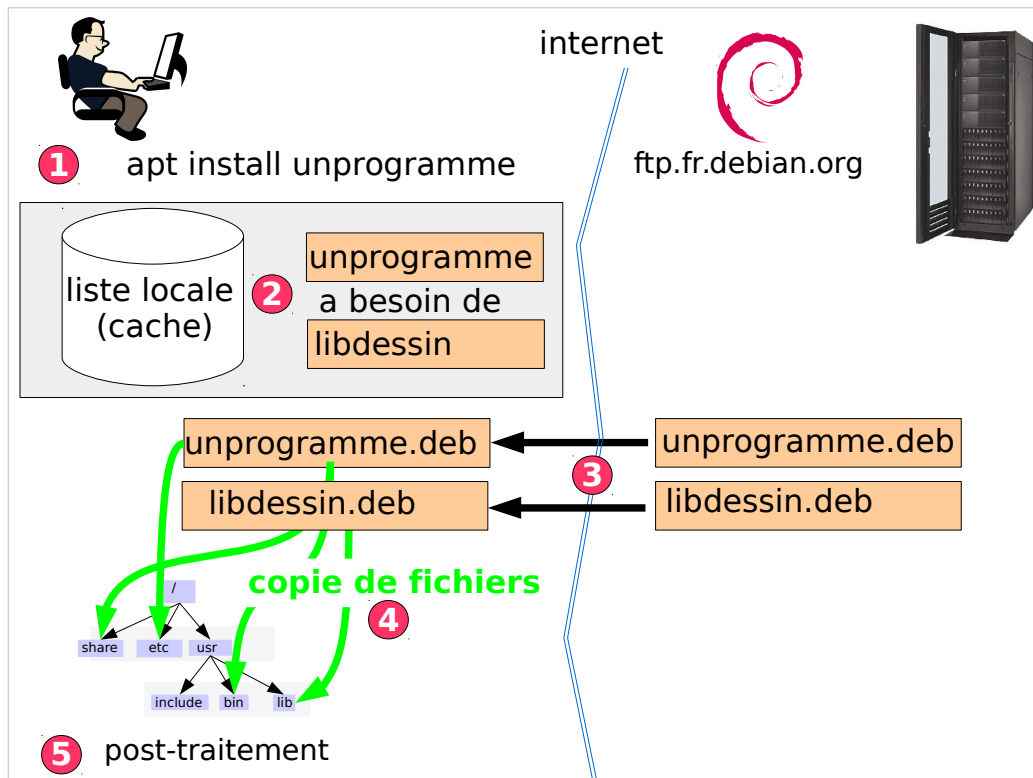 internet
1 apt install unprogramme
ftp.fr.debian.org
liste locale
(cache)
2
unprogramme
a besoin de
libdessin
unprogramme.deb
unprogramme.deb
3
libdessin.deb
libdessin.deb
copie de fichiers
4
/
share etc usr
include bin lib
5 post-traitement